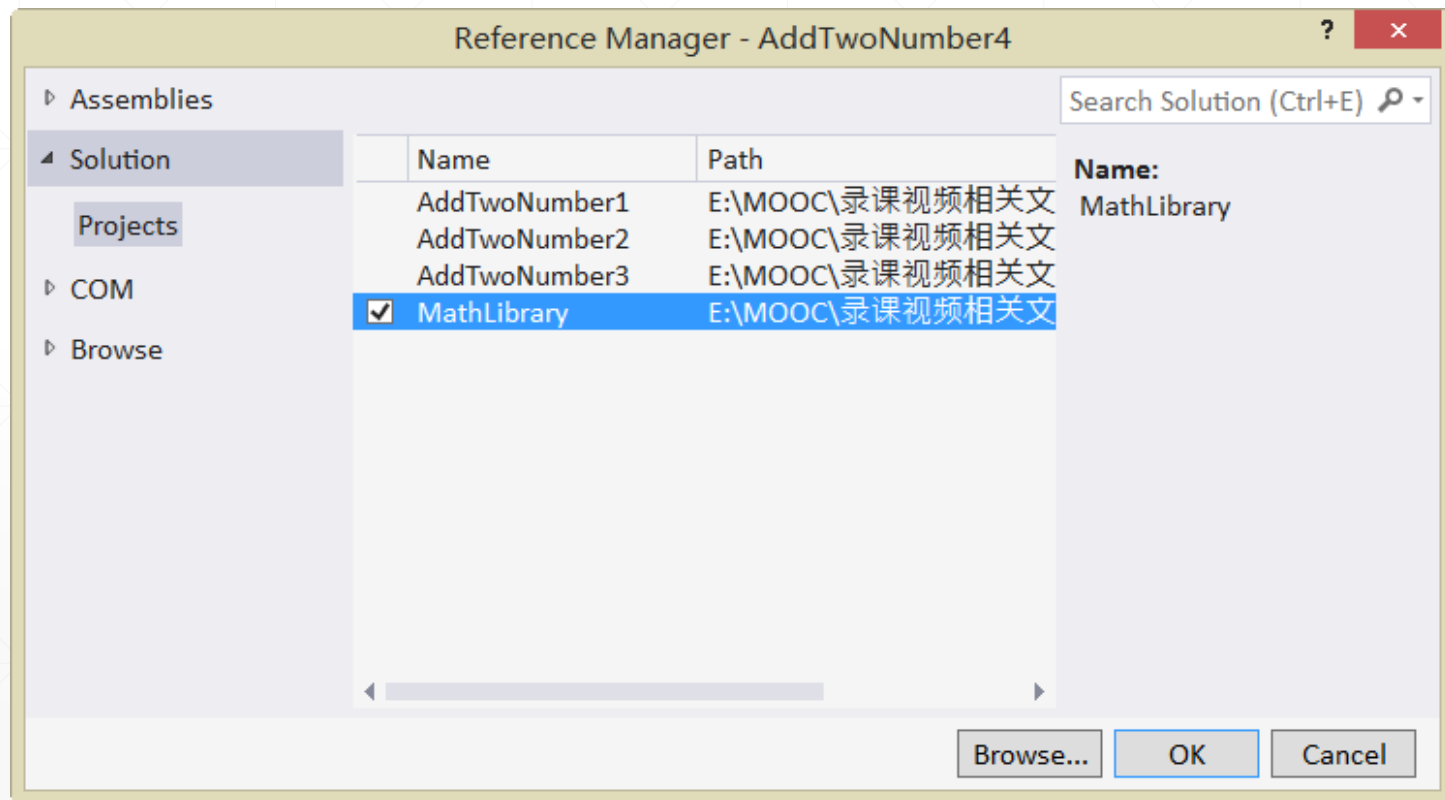 Reference Manager - AddTwoNumber4
?
Assemblies
Search Solution (Ctrl+E)
Solution
Projects
COM
Browse
Name Path
AddTwoNumber1 E:\MOOC\录课视频相关文
AddTwoNumber2 E:\MOOC\录课视频相关文
AddTwoNumber3 E:\MOOC\录课视频相关文
MathLibrary E:\MOOC\录课视频相关文
Name:
MathLibrary
Browse... OK Cancel